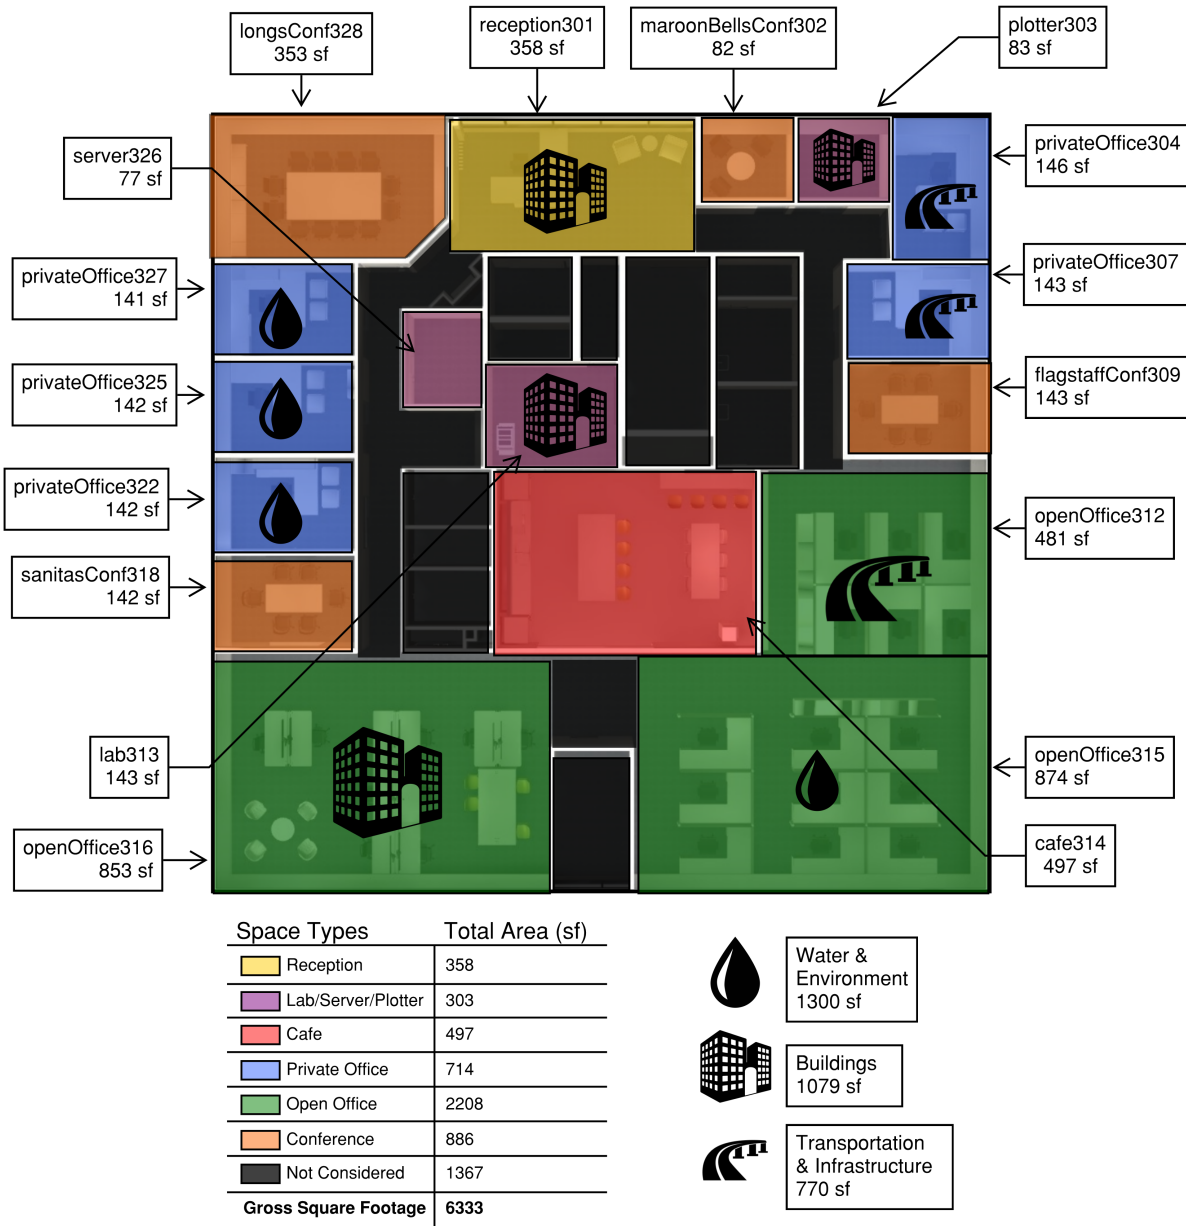 longsConf328
353 sf
reception301
358 sf
maroonBellsConf302
82 sf
plotter303
83 sf
server326
77 sf
privateOffice304
146 sf
privateOffice327
141 sf
privateOffice307
143 sf
privateOffice325
142 sf
flagstaffConf309
143 sf
privateOffice322
142 sf
openOffice312
481 sf
sanitasConf318
142 sf
lab313
143 sf
openOffice315
874 sf
openOffice316
853 sf
cafe314
497 sf
Space Types Total Area (sf)
Reception 358
Lab/Server/Plotter 303
Cafe 497
Private Office 714
Open Office 2208
Conference 886
Not Considered 1367
Gross Square Footage 6333
Water &
Environment
1300 sf
Buildings
1079 sf
Transportation
& Infrastructure
770 sf